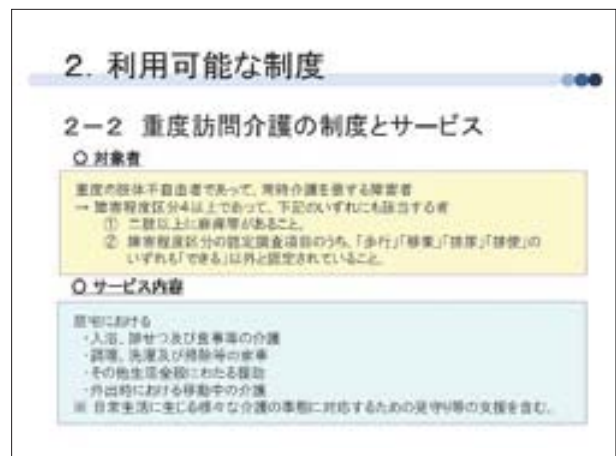 2. 利用可能な制度
2-2 重度訪問介護の制度とサービス
○ 対象者
重度の肢体不自由者であって、常時介護を要する障害者
→ 障害程度区分4以上であって、下記のいずれにも該当する者
① 二肢以上に麻痺等があること。
② 障害程度区分の認定調査項目のうち、「歩行」「移乗」「排尿」「排便」の
いずれも「できる」以外と認定されていること。
○ サービス内容
居宅における
・入浴、排せつ及び食事等の介護
・調理、洗濯及び掃除等の家事
・その他生活全般にわたる援助
・外出時における移動中の介護
※ 日常生活に生じる様々な介護の事態に対応するための見守り等の支援を含む。